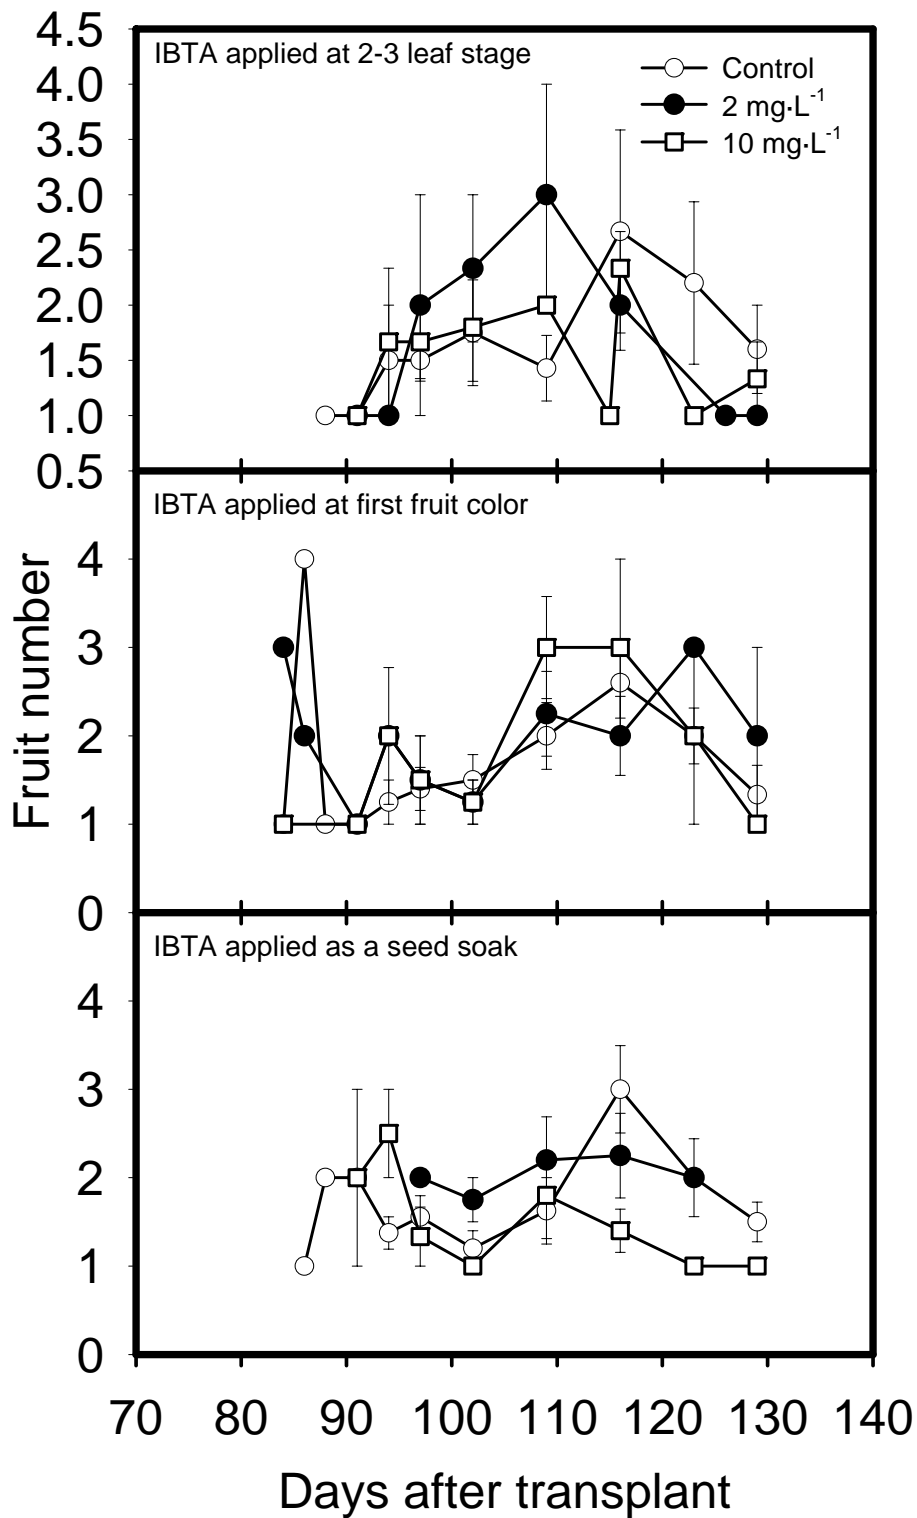 4.5
4.0
3.5
3.0
2.5
2.0
1.5
1.0
0.5
IBTA applied at 2-3 leaf stage
Control
2 mg·L⁻¹
10 mg·L⁻¹
Fruit number
IBTA applied at first fruit color
4
3
2
1
0
IBTA applied as a seed soak
4
3
2
1
0
70 80 90 100 110 120 130 140
Days after transplant